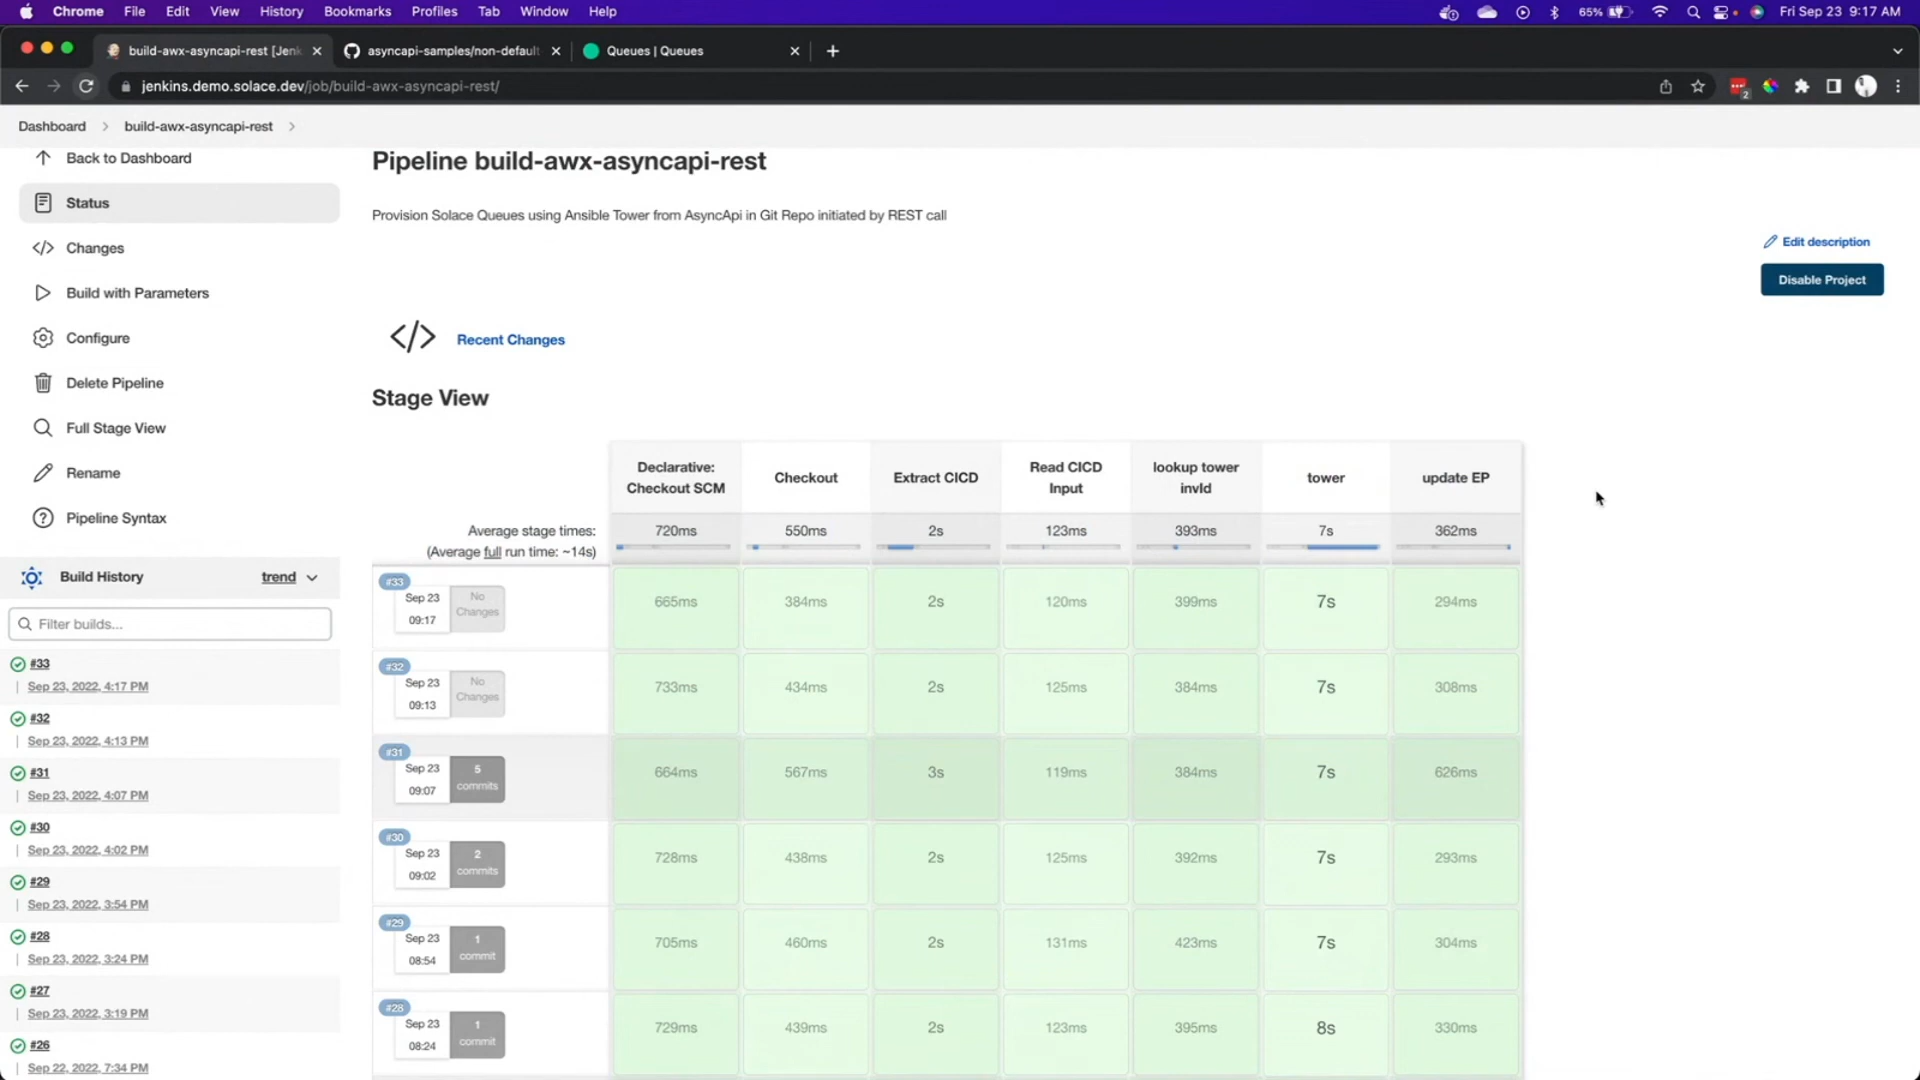 Chrome File Edit View History Bookmarks Profiles Tab Window Help 65% Fri Sep 23 9:17 AM
build-awx-asyncapi-rest [Jenk asyncapi-samples/non-default Queues | Queues
jenkins.demo.solace.dev/job/build-awx-asyncapi-rest/ 2
Dashboard build-awx-asyncapi-rest
Back to Dashboard
Status
Changes
Build with Parameters
Configure
Delete Pipeline
Full Stage View
Rename
Pipeline Syntax
Build History trend
Filter builds...
#33
Sep 23, 2022, 4:17 PM
#32
Sep 23, 2022, 4:13 PM
#31
Sep 23, 2022, 4:07 PM
#30
Sep 23, 2022, 4:02 PM
#29
Sep 23, 2022, 3:54 PM
#28
Sep 23, 2022, 3:24 PM
#27
Sep 23, 2022, 3:19 PM
#26
Sep 22, 2022, 7:34 PM
Pipeline build-awx-asyncapi-rest
Provision Solace Queues using Ansible Tower from AsyncApi in Git Repo initiated by REST call
Edit description
Disable Project
Recent Changes
Stage View
Declarative: Checkout SCM Checkout Extract CICD Read CICD Input lookup tower invId tower update EP
Average stage times: 720ms 550ms 2s 123ms 393ms 7s 362ms
(Average full run time: ~14s)
#33
Sep 23 09:17 No Changes 665ms 384ms 2s 120ms 399ms 7s 294ms
#32
Sep 23 09:13 No Changes 733ms 434ms 2s 125ms 384ms 7s 308ms
#31
Sep 23 09:07 5 commits 664ms 567ms 3s 119ms 384ms 7s 626ms
#30
Sep 23 09:02 2 commits 728ms 438ms 2s 125ms 392ms 7s 293ms
#29
Sep 23 08:54 1 commit 705ms 460ms 2s 131ms 423ms 7s 304ms
#28
Sep 23 08:24 1 commit 729ms 439ms 2s 123ms 395ms 8s 330ms